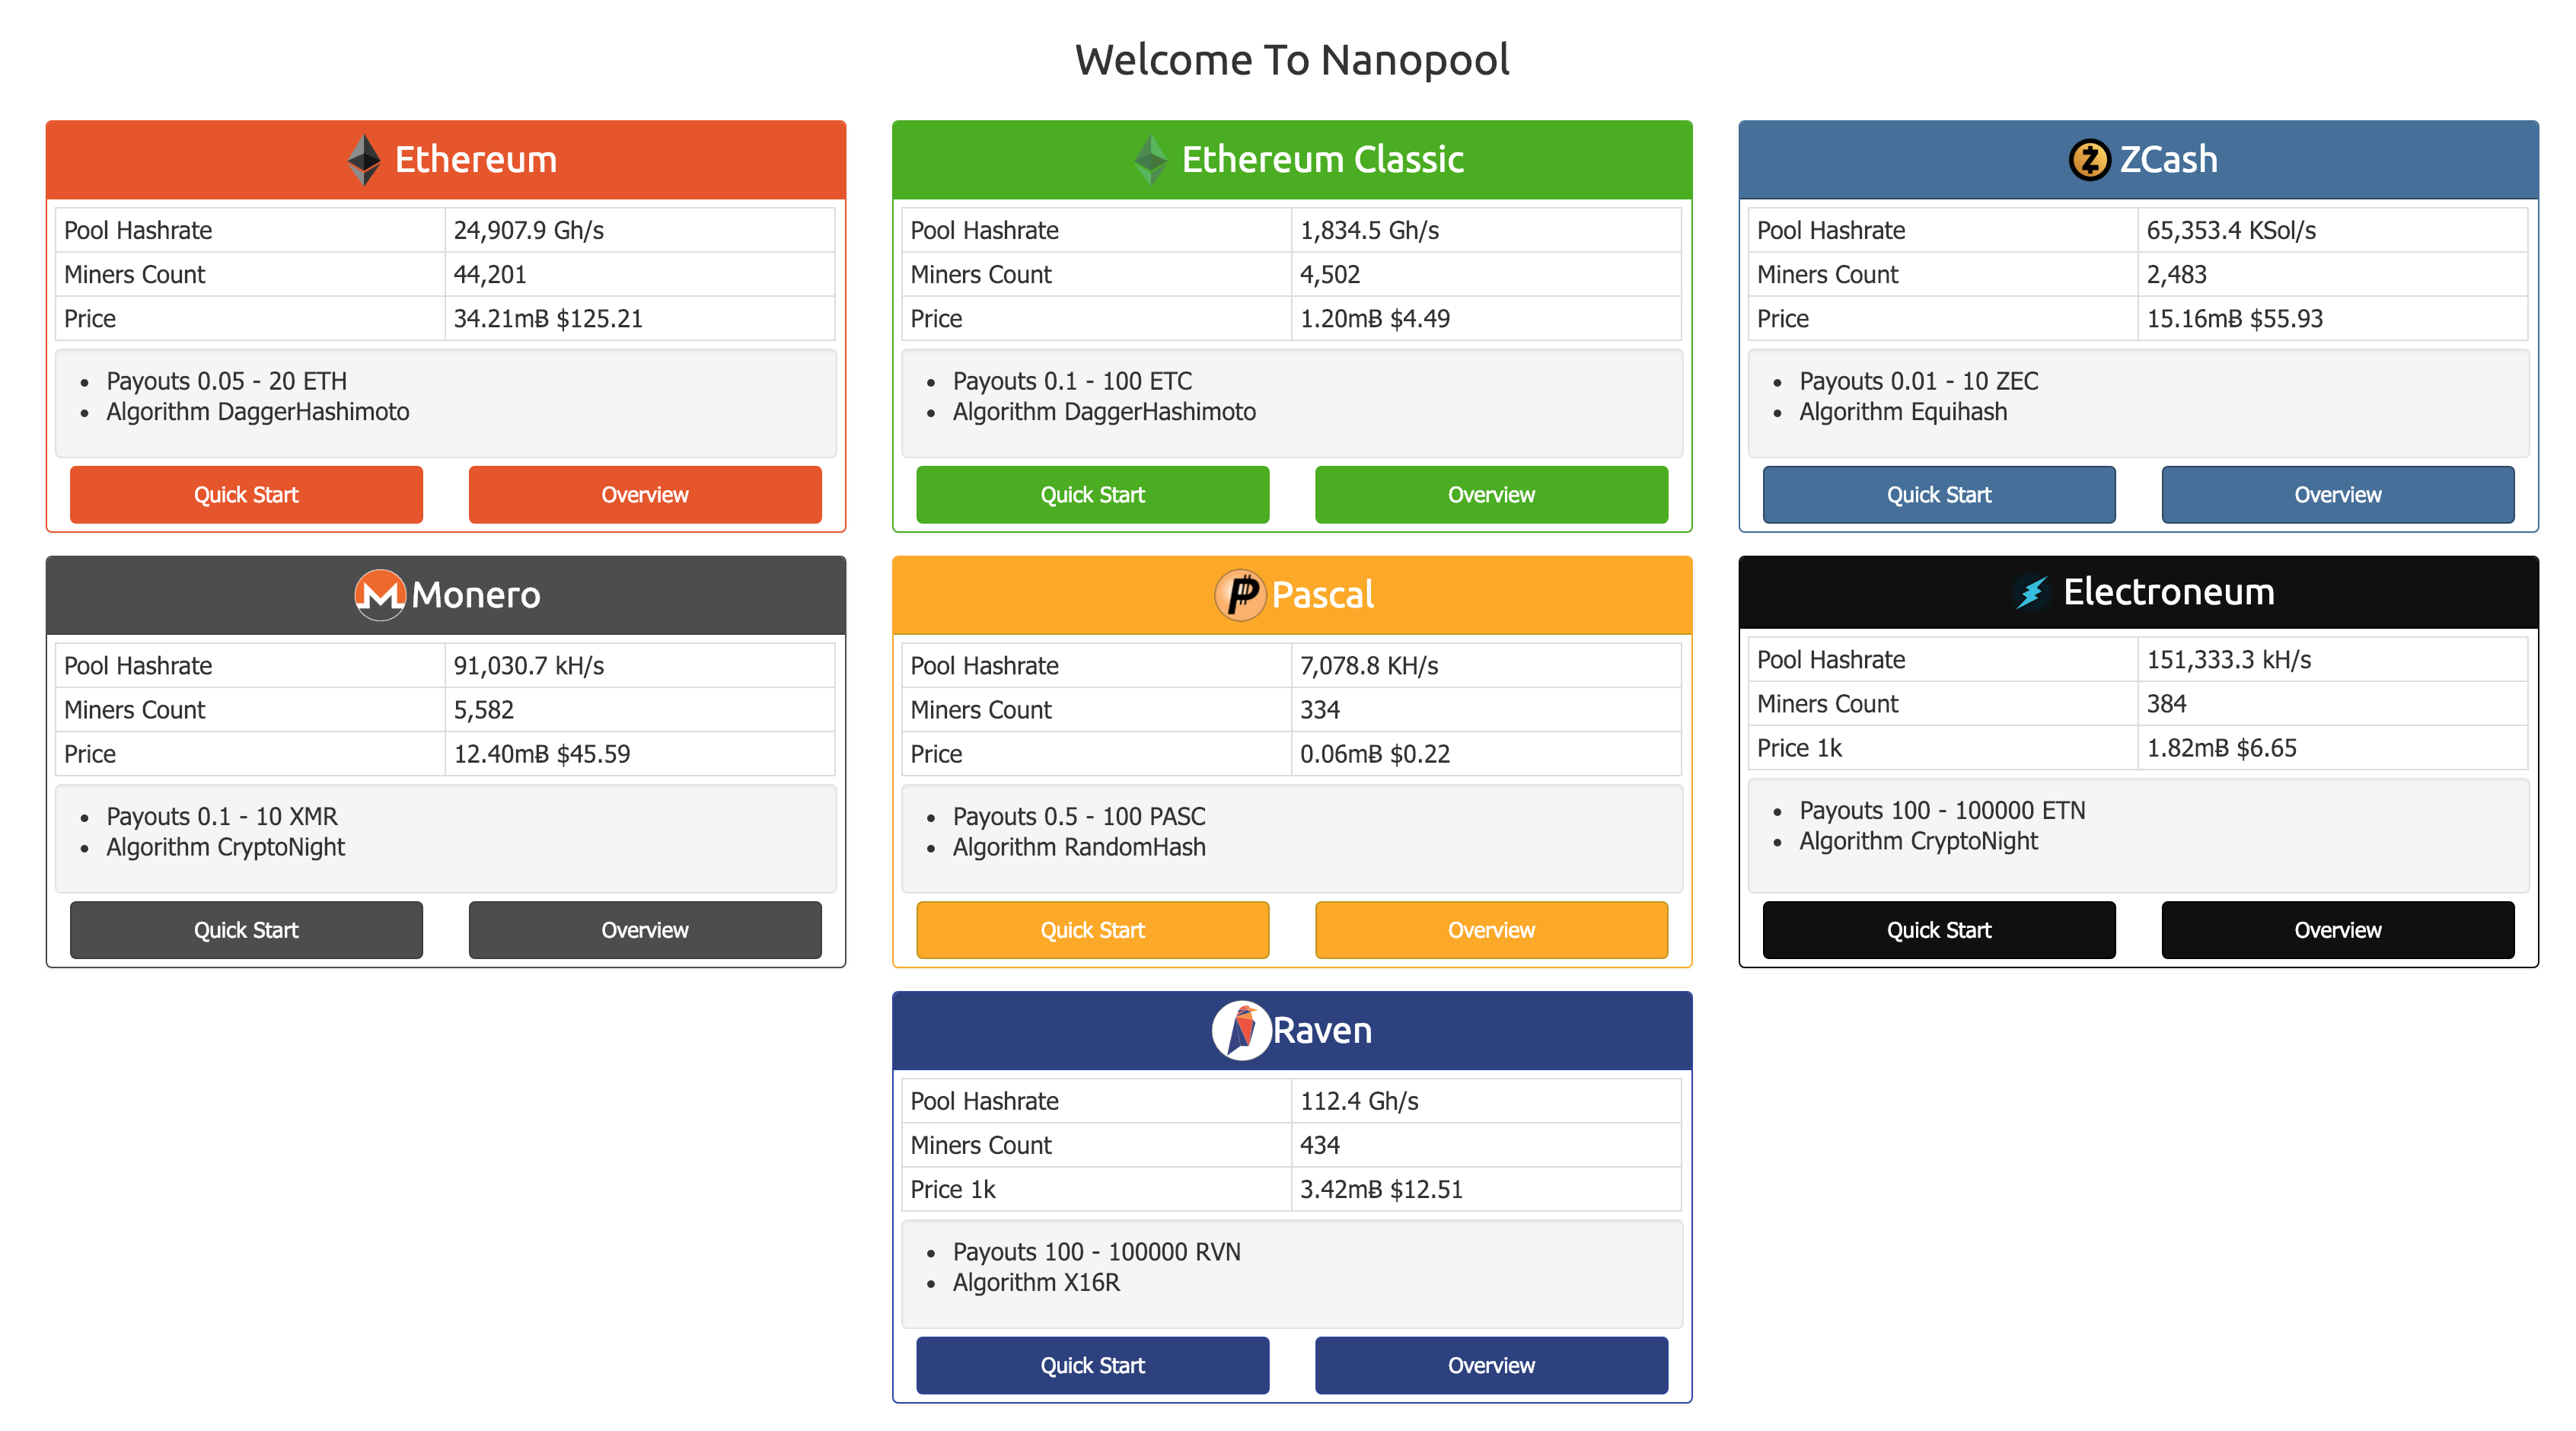 Welcome To Nanopool
Ethereum
Pool Hashrate 24,907.9 Gh/s
Miners Count 44,201
Price 34.21mɃ $125.21
• Payouts 0.05 - 20 ETH
• Algorithm DaggerHashimoto
Quick Start Overview
Ethereum Classic
Pool Hashrate 1,834.5 Gh/s
Miners Count 4,502
Price 1.20mɃ $4.49
• Payouts 0.1 - 100 ETC
• Algorithm DaggerHashimoto
Quick Start Overview
ZCash
Pool Hashrate 65,353.4 KSol/s
Miners Count 2,483
Price 15.16mɃ $55.93
• Payouts 0.01 - 10 ZEC
• Algorithm Equihash
Quick Start Overview
Monero
Pool Hashrate 91,030.7 kH/s
Miners Count 5,582
Price 12.40mɃ $45.59
• Payouts 0.1 - 10 XMR
• Algorithm CryptoNight
Quick Start Overview
Pascal
Pool Hashrate 7,078.8 KH/s
Miners Count 334
Price 0.06mɃ $0.22
• Payouts 0.5 - 100 PASC
• Algorithm RandomHash
Quick Start Overview
Electroneum
Pool Hashrate 151,333.3 kH/s
Miners Count 384
Price 1k 1.82mɃ $6.65
• Payouts 100 - 100000 ETN
• Algorithm CryptoNight
Quick Start Overview
Raven
Pool Hashrate 112.4 Gh/s
Miners Count 434
Price 1k 3.42mɃ $12.51
• Payouts 100 - 100000 RVN
• Algorithm X16R
Quick Start Overview